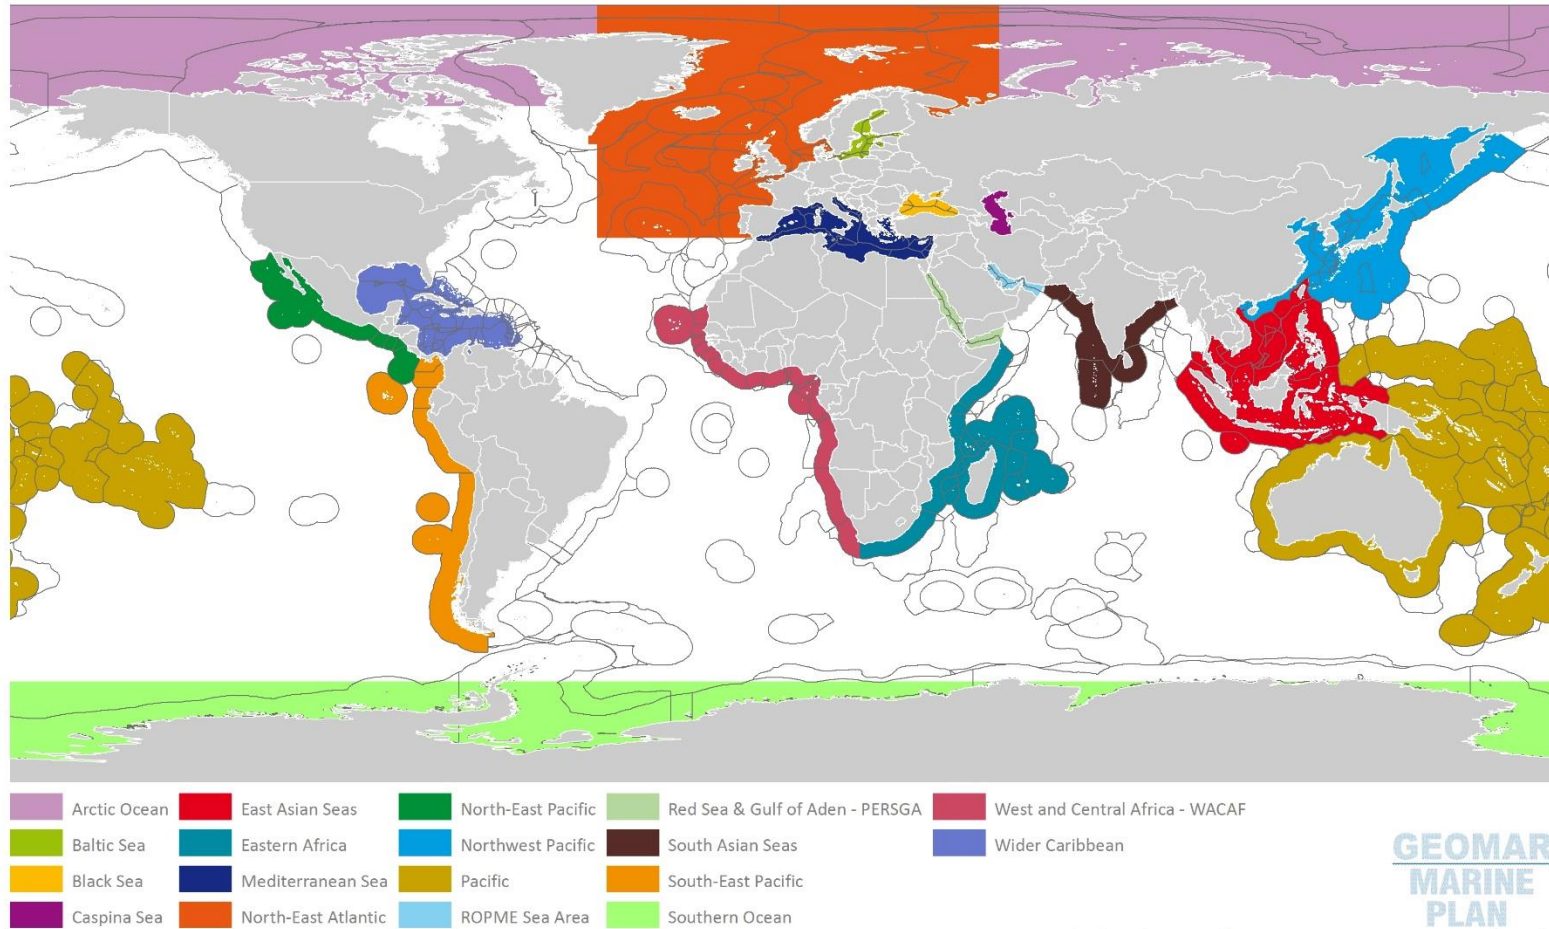 Arctic Ocean
East Asian Seas
North-East Pacific
Red Sea & Gulf of Aden - PERSGA
West and Central Africa - WACAF
Baltic Sea
Eastern Africa
Northwest Pacific
South Asian Seas
Wider Caribbean
Black Sea
Mediterranean Sea
Pacific
South-East Pacific
Caspina Sea
North-East Atlantic
ROPME Sea Area
Southern Ocean
GEOMAR
MARINE
PLAN